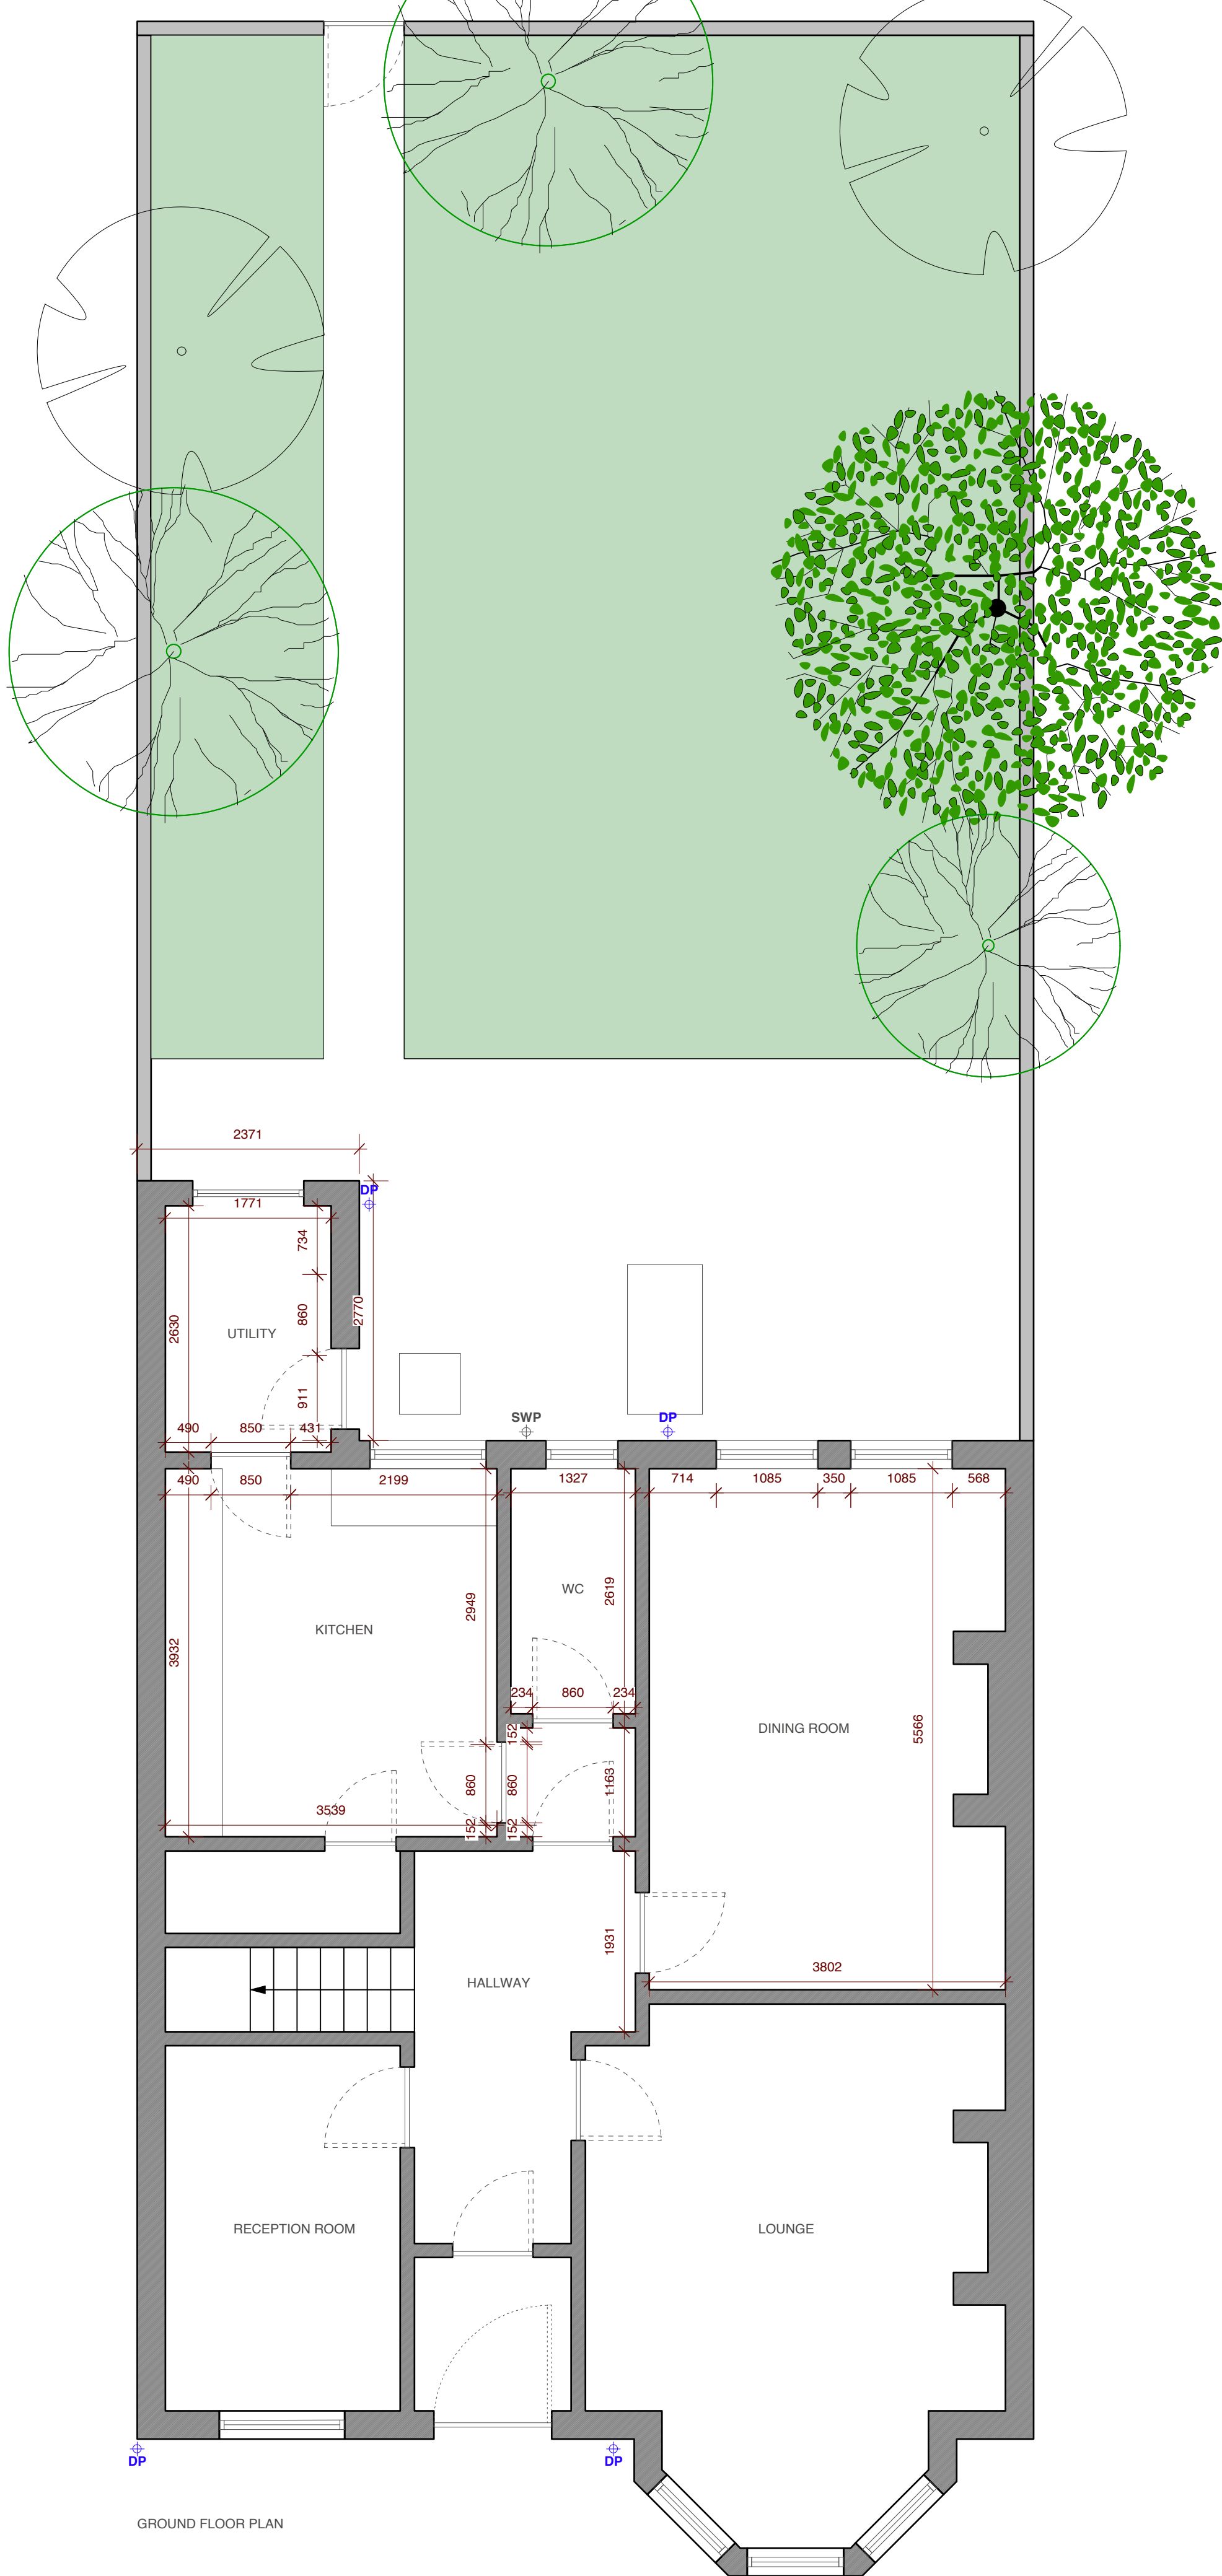 2371
DP
1771
734
2630
860
2770
UTILITY
911
SWP
DP
490
850
431
490
850
2199
1327
714
1085
350
1085
568
WC
2619
2949
KITCHEN
3932
234
860
234
DINING ROOM
5566
152
860
860
1163
3539
152
152
1931
3802
HALLWAY
RECEPTION ROOM
LOUNGE
DP
DP
GROUND FLOOR PLAN